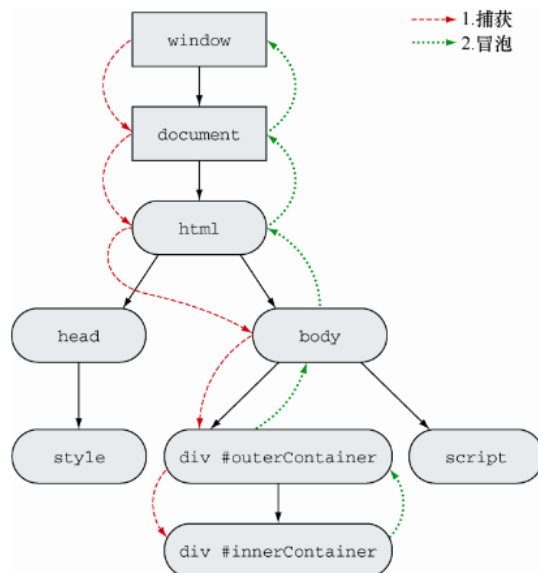 window
1.捕获
2.冒泡
document
html
head
body
style
div #outerContainer
script
div #innerContainer